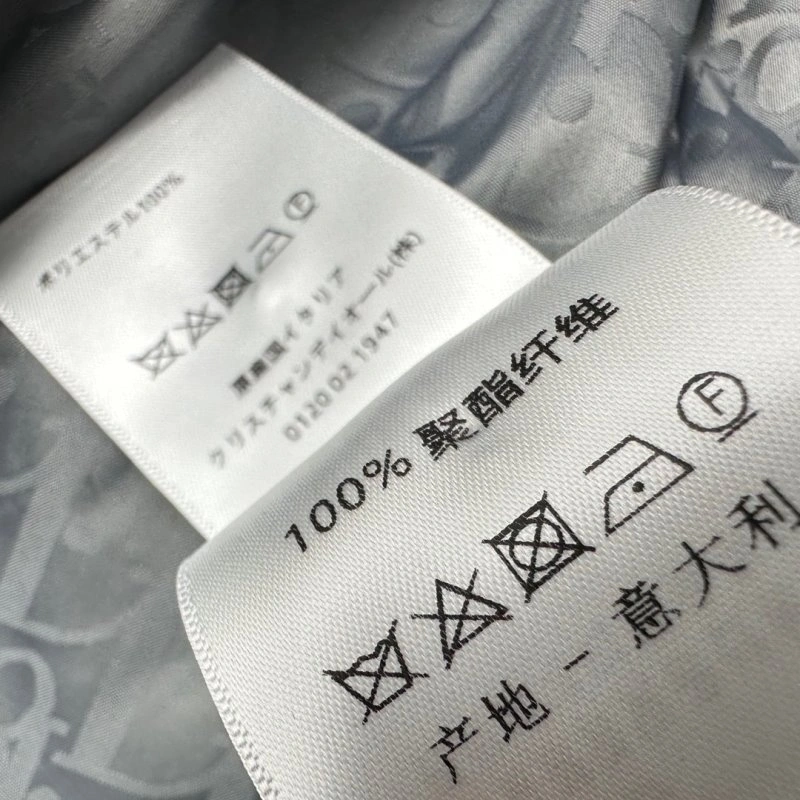 ポリエステル100%
原産国イタリア
クリスチャンディオール(株)
0120 02 1947
100% 聚酯纤维
F
产地 - 意大利